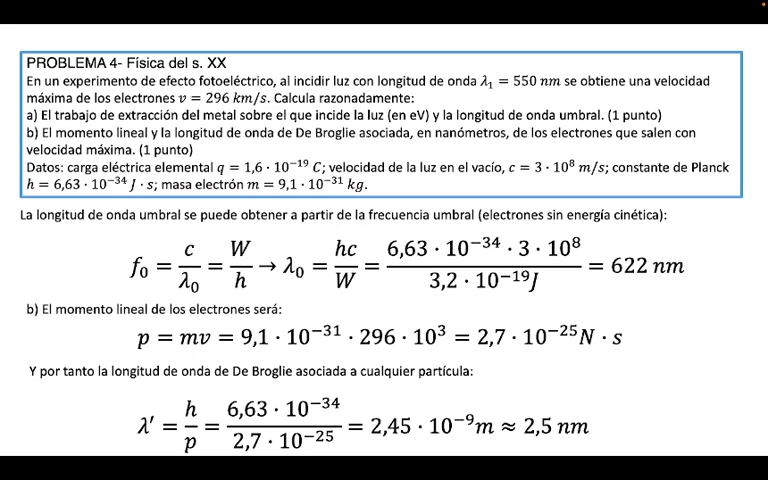 PROBLEMA 4- Física del s. XX
En un experimento de efecto fotoeléctrico, al incidir luz con longitud de onda λ₁ = 550 nm se obtiene una velocidad
máxima de los electrones v = 296 km/s. Calcula razonadamente:
a) El trabajo de extracción del metal sobre el que incide la luz (en eV) y la longitud de onda umbral. (1 punto)
b) El momento lineal y la longitud de onda de De Broglie asociada, en nanómetros, de los electrones que salen con
velocidad máxima. (1 punto)
Datos: carga eléctrica elemental q = 1,6 · 10⁻¹⁹ C; velocidad de la luz en el vacío, c = 3 · 10⁸ m/s; constante de Planck
h = 6,63 · 10⁻³⁴ J · s; masa electrón m = 9,1 · 10⁻³¹ kg.
La longitud de onda umbral se puede obtener a partir de la frecuencia umbral (electrones sin energía cinética):
f₀ = c/λ₀ = W/h → λ₀ = hc/W = 6,63 · 10⁻³⁴ · 3 · 10⁸ / 3,2 · 10⁻¹⁹J = 622 nm
b) El momento lineal de los electrones será:
p = mv = 9,1 · 10⁻³¹ · 296 · 10³ = 2,7 · 10⁻²⁵N · s
Y por tanto la longitud de onda de De Broglie asociada a cualquier partícula:
λ′ = h/p = 6,63 · 10⁻³⁴ / 2,7 · 10⁻²⁵ = 2,45 · 10⁻⁹m ≈ 2,5 nm